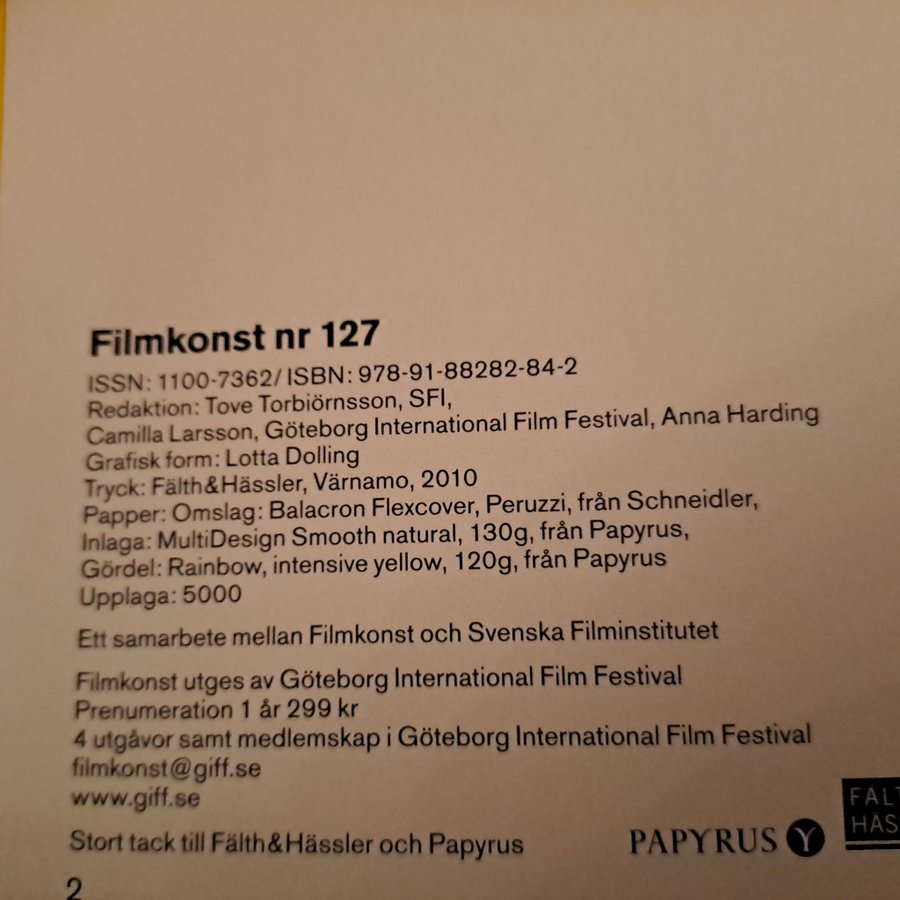 Filmkonst nr 127
ISSN: 1100-7362/ ISBN: 978-91-88282-84-2
Redaktion: Tove Torbiörnsson, SFI,
Camilla Larsson, Göteborg International Film Festival, Anna Harding
Grafisk form: Lotta Dolling
Tryck: Fälth&Hässler, Värnamo, 2010
Papper: Omslag: Balacron Flexcover, Peruzzi, från Schneidler,
Inlaga: MultiDesign Smooth natural, 130g, från Papyrus,
Gördel: Rainbow, intensive yellow, 120g, från Papyrus
Upplaga: 5000
Ett samarbete mellan Filmkonst och Svenska Filminstitutet
Filmkonst utges av Göteborg International Film Festival
Prenumeration 1 år 299 kr
4 utgåvor samt medlemskap i Göteborg International Film Festival
filmkonst@giff.se
www.giff.se
Stort tack till Fälth&Hässler och Papyrus
PAPYRUS Y
FÄLT
HÄS
2